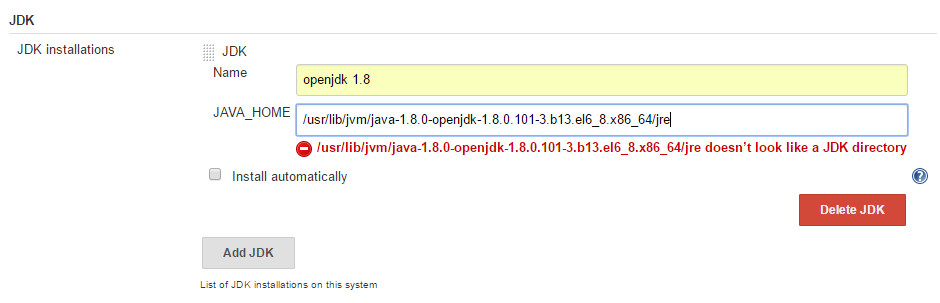 JDK
JDK installations
JDK
Name
openjdk 1.8
JAVA_HOME
/usr/lib/jvm/java-1.8.0-openjdk-1.8.0.101-3.b13.el6_8.x86_64/jre
/usr/lib/jvm/java-1.8.0-openjdk-1.8.0.101-3.b13.el6_8.x86_64/jre doesn’t look like a JDK directory
Install automatically
?
Delete JDK
Add JDK
List of JDK installations on this system